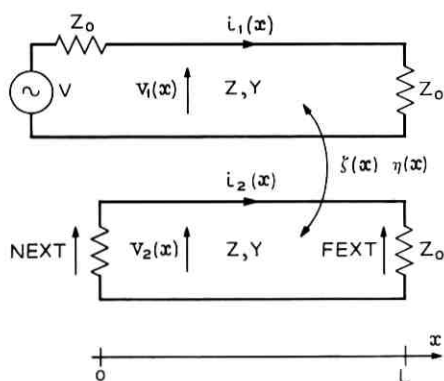 Z₀
i₁(x)
V
v₁(x)
Z,Y
Z₀
ζ(x) η(x)
i₂(x)
NEXT
v₂(x)
Z,Y
FEXT
Z₀
x
0
L